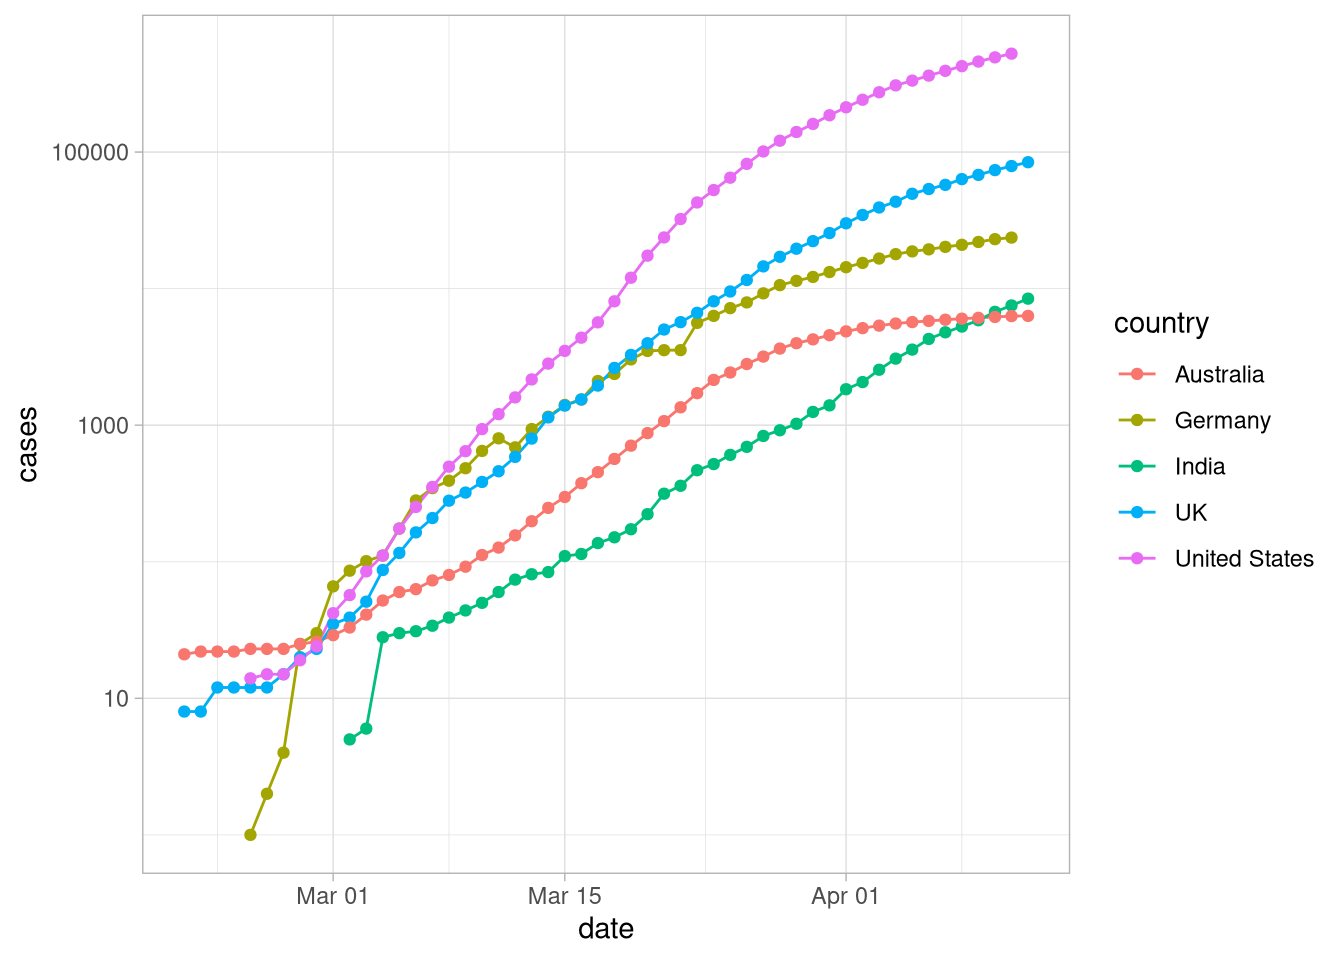 cases
100000
1000
10
Mar 01
Mar 15
Apr 01
date
country
Australia
Germany
India
UK
United States